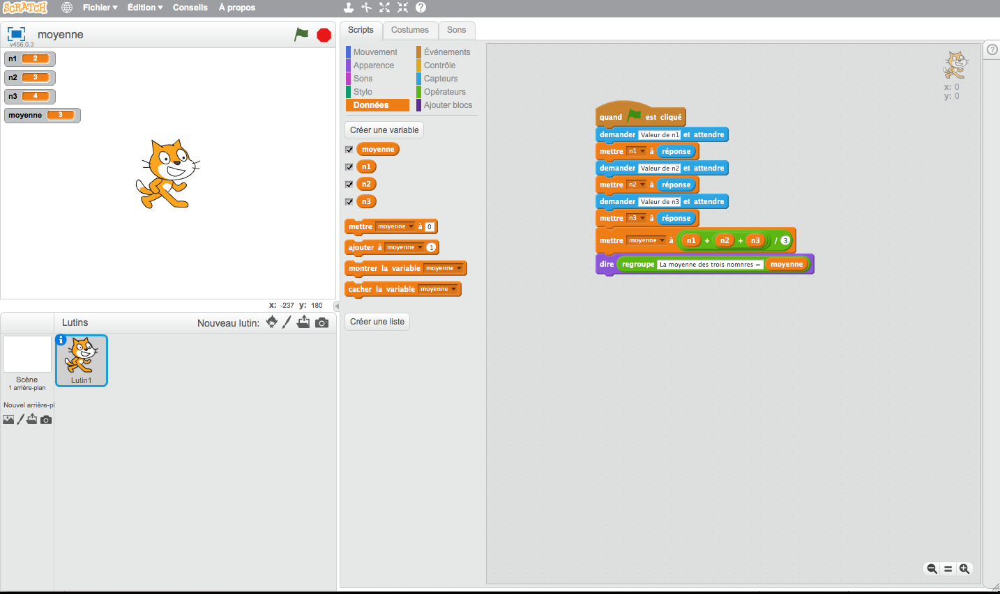 SCRATCH
Fichier Édition Conseils À propos
moyenne
v456.0.3
n1 2
n2 3
n3 4
moyenne 3
x: -237 y: 180
Lutins
Nouveau lutin:
Scène
1 arrière-plan
Nouvel arrière-pl
Lutin1
Scripts Costumes Sons
Mouvement Événements
Apparence Contrôle
Sons Capteurs
Stylo Opérateurs
Données Ajouter blocs
Créer une variable
moyenne
n1
n2
n3
mettre moyenne à 0
ajouter à moyenne 1
montrer la variable moyenne
cacher la variable moyenne
Créer une liste
quand est cliqué
demander Valeur de n1 et attendre
mettre n1 à réponse
demander Valeur de n2 et attendre
mettre n2 à réponse
demander Valeur de n3 et attendre
mettre n3 à réponse
mettre moyenne à n1 + n2 + n3 / 3
dire regroupe La moyenne des trois nomnres = moyenne
x: 0
y: 0